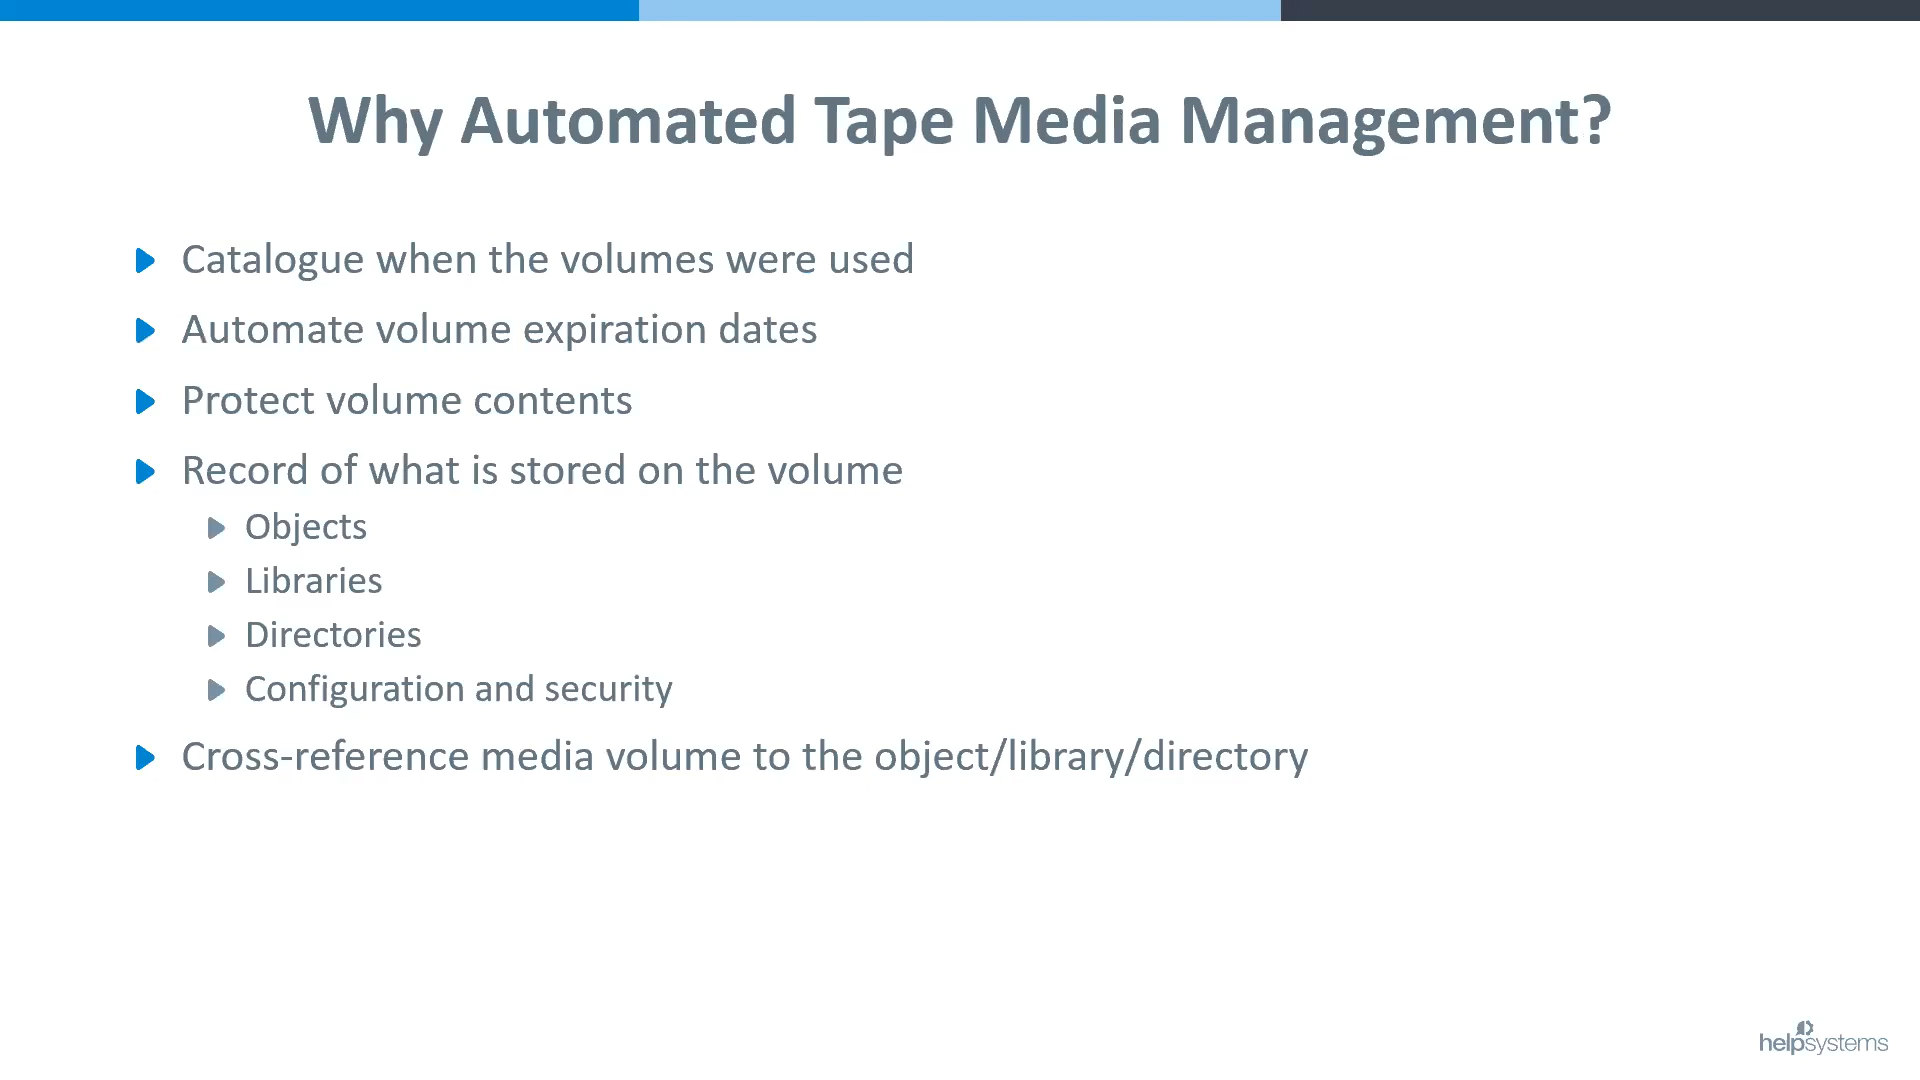 Why Automated Tape Media Management?
Catalogue when the volumes were used
Automate volume expiration dates
Protect volume contents
Record of what is stored on the volume
Objects
Libraries
Directories
Configuration and security
Cross-reference media volume to the object/library/directory
helpsystems